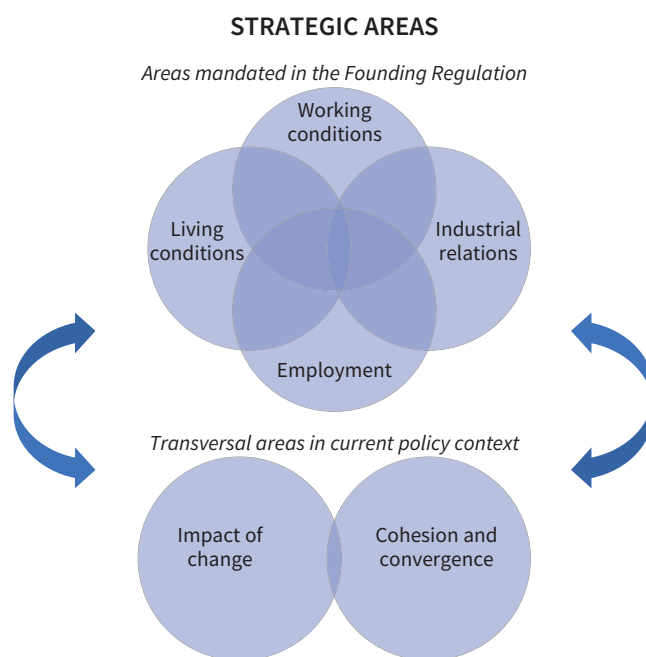 STRATEGIC AREAS
Areas mandated in the Founding Regulation
Working
conditions
Living
conditions
Industrial
relations
Employment
Transversal areas in current policy context
Impact of
change
Cohesion and
convergence